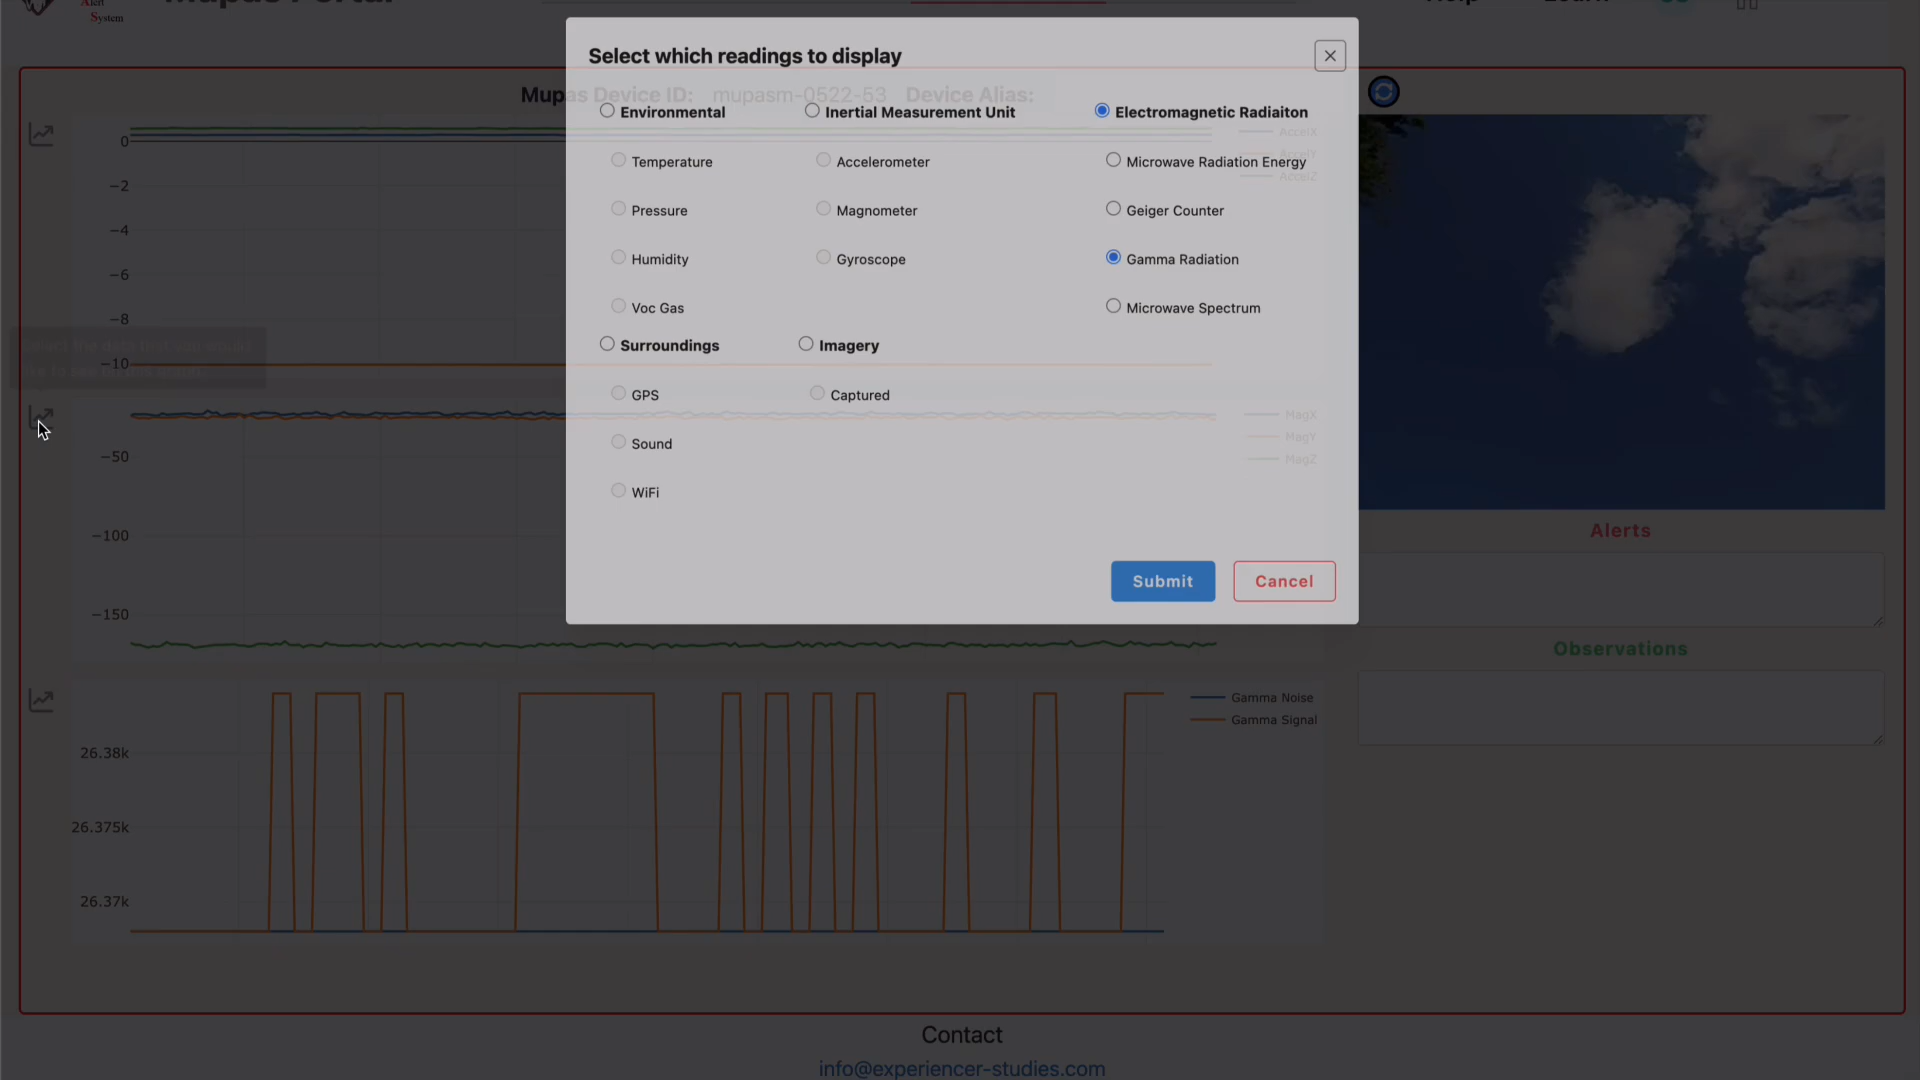 Alert
System
Mupas Portal
Help
Learn
Select which readings to display
Mupas Device ID: mupasm-0522-53 Device Alias:
Environmental
Temperature
Pressure
Humidity
Voc Gas
Inertial Measurement Unit
Accelerometer
Magnometer
Gyroscope
Electromagnetic Radiaiton
Microwave Radiation Energy
Geiger Counter
Gamma Radiation
Microwave Spectrum
Surroundings
GPS
Sound
WiFi
Imagery
Captured
Submit
Cancel
0
−2
−4
−6
−8
−10
AccelX
AccelY
AccelZ
−50
−100
−150
MagX
MagY
MagZ
26.38k
26.375k
26.37k
Gamma Noise
Gamma Signal
Alerts
Observations
Contact
info@experiencer-studies.com